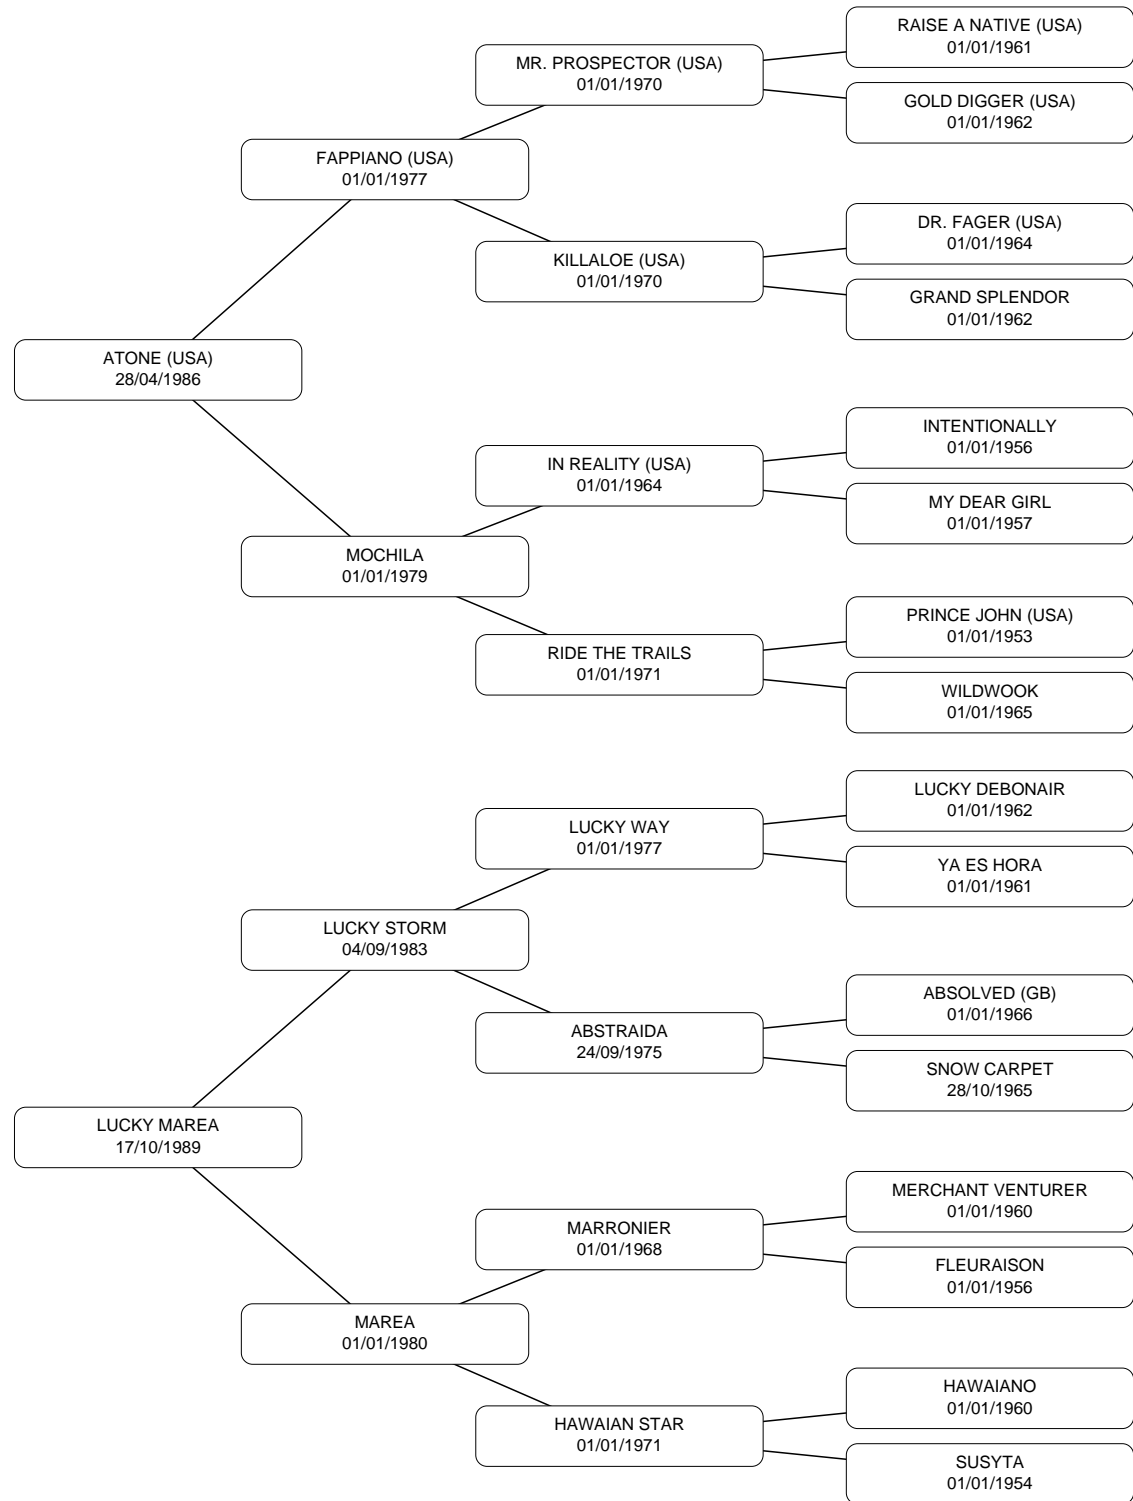 RAISE A NATIVE (USA)
01/01/1961
MR. PROSPECTOR (USA)
01/01/1970
GOLD DIGGER (USA)
01/01/1962
FAPPIANO (USA)
01/01/1977
DR. FAGER (USA)
01/01/1964
KILLALOE (USA)
01/01/1970
GRAND SPLENDOR
01/01/1962
ATONE (USA)
28/04/1986
INTENTIONALLY
01/01/1956
IN REALITY (USA)
01/01/1964
MY DEAR GIRL
01/01/1957
MOCHILA
01/01/1979
PRINCE JOHN (USA)
01/01/1953
RIDE THE TRAILS
01/01/1971
WILDWOOK
01/01/1965
LUCKY DEBONAIR
01/01/1962
LUCKY WAY
01/01/1977
YA ES HORA
01/01/1961
LUCKY STORM
04/09/1983
ABSOLVED (GB)
01/01/1966
ABSTRAIDA
24/09/1975
SNOW CARPET
28/10/1965
LUCKY MAREA
17/10/1989
MERCHANT VENTURER
01/01/1960
MARRONIER
01/01/1968
FLEURAISON
01/01/1956
MAREA
01/01/1980
HAWAIANO
01/01/1960
HAWAIAN STAR
01/01/1971
SUSYTA
01/01/1954